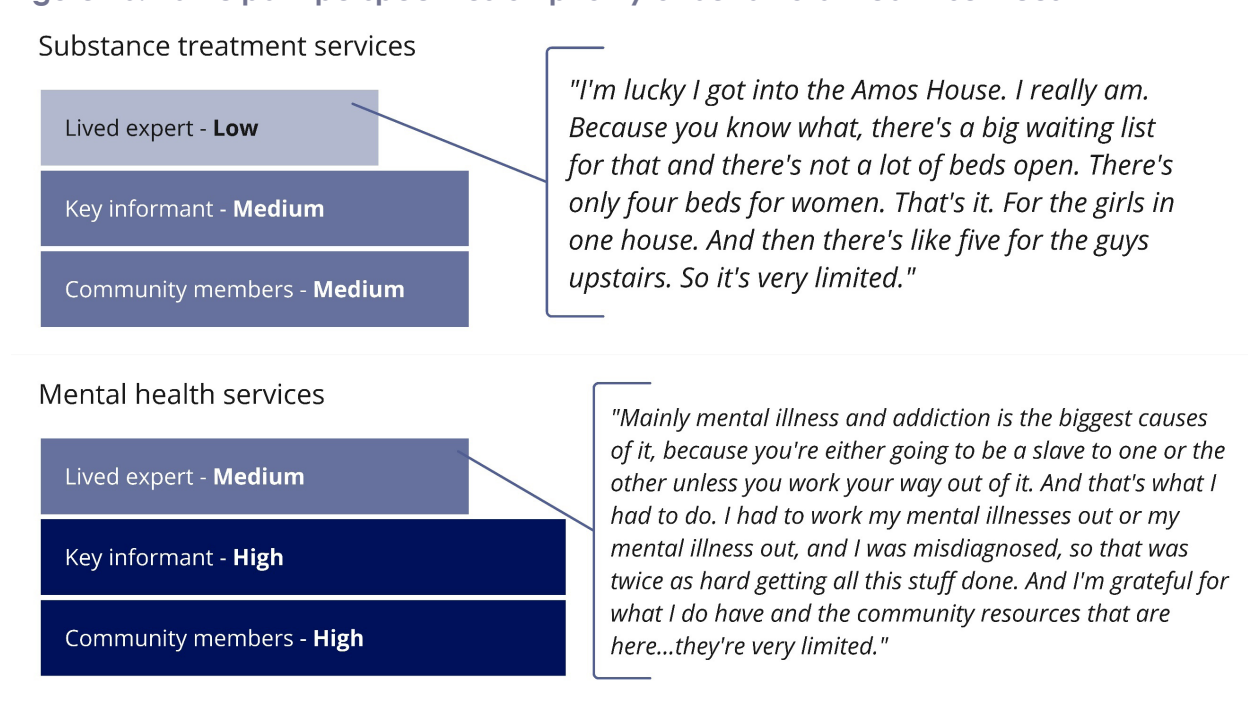 Substance treatment services
Lived expert - Low
Key informant - Medium
Community members - Medium
"I'm lucky I got into the Amos House. I really am.
Because you know what, there's a big waiting list
for that and there's not a lot of beds open. There's
only four beds for women. That's it. For the girls in
one house. And then there's like five for the guys
upstairs. So it's very limited."
Mental health services
Lived expert - Medium
Key informant - High
Community members - High
"Mainly mental illness and addiction is the biggest causes
of it, because you're either going to be a slave to one or the
other unless you work your way out of it. And that's what I
had to do. I had to work my mental illnesses out or my
mental illness out, and I was misdiagnosed, so that was
twice as hard getting all this stuff done. And I'm grateful for
what I do have and the community resources that are
here...they're very limited."